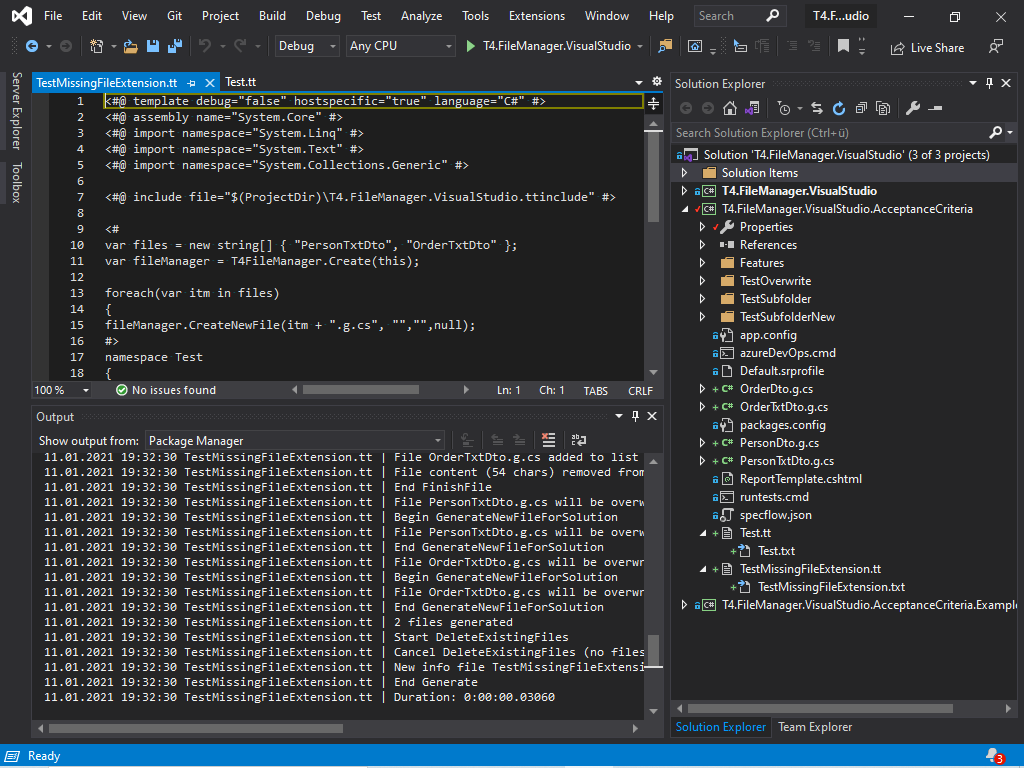 File Edit View Git Project Build Debug Test Analyze Tools Extensions Window Help Search T4.F...udio
Debug Any CPU T4.FileManager.VisualStudio Live Share
Server Explorer
Toolbox
TestMissingFileExtension.tt Test.tt
1 <#@ template debug="false" hostspecific="true" language="C#" #>
2 <#@ assembly name="System.Core" #>
3 <#@ import namespace="System.Linq" #>
4 <#@ import namespace="System.Text" #>
5 <#@ import namespace="System.Collections.Generic" #>
6
7 <#@ include file="$(ProjectDir)\T4.FileManager.VisualStudio.ttinclude" #>
8
9 <#
10 var files = new string[] { "PersonTxtDto", "OrderTxtDto" };
11 var fileManager = T4FileManager.Create(this);
12
13 foreach(var itm in files)
14 {
15 fileManager.CreateNewFile(itm + ".g.cs", "","",null);
16 #>
17 namespace Test
18 {
100 % No issues found Ln: 1 Ch: 1 TABS CRLF
Output
Show output from: Package Manager
11.01.2021 19:32:30 TestMissingFileExtension.tt | File OrderTxtDto.g.cs added to list
11.01.2021 19:32:30 TestMissingFileExtension.tt | File content (54 chars) removed from
11.01.2021 19:32:30 TestMissingFileExtension.tt | End FinishFile
11.01.2021 19:32:30 TestMissingFileExtension.tt | File PersonTxtDto.g.cs will be overw
11.01.2021 19:32:30 TestMissingFileExtension.tt | Begin GenerateNewFileForSolution
11.01.2021 19:32:30 TestMissingFileExtension.tt | File PersonTxtDto.g.cs will be overw
11.01.2021 19:32:30 TestMissingFileExtension.tt | End GenerateNewFileForSolution
11.01.2021 19:32:30 TestMissingFileExtension.tt | File OrderTxtDto.g.cs will be overwr
11.01.2021 19:32:30 TestMissingFileExtension.tt | Begin GenerateNewFileForSolution
11.01.2021 19:32:30 TestMissingFileExtension.tt | File OrderTxtDto.g.cs will be overwr
11.01.2021 19:32:30 TestMissingFileExtension.tt | End GenerateNewFileForSolution
11.01.2021 19:32:30 TestMissingFileExtension.tt | 2 files generated
11.01.2021 19:32:30 TestMissingFileExtension.tt | Start DeleteExistingFiles
11.01.2021 19:32:30 TestMissingFileExtension.tt | Cancel DeleteExistingFiles (no files
11.01.2021 19:32:30 TestMissingFileExtension.tt | New info file TestMissingFileExtensi
11.01.2021 19:32:30 TestMissingFileExtension.tt | End Generate
11.01.2021 19:32:30 TestMissingFileExtension.tt | Duration: 0:00:00.03060
Solution Explorer
Search Solution Explorer (Ctrl+ü)
Solution 'T4.FileManager.VisualStudio' (3 of 3 projects)
Solution Items
C# T4.FileManager.VisualStudio
C# T4.FileManager.VisualStudio.AcceptanceCriteria
Properties
References
Features
TestOverwrite
TestSubfolder
TestSubfolderNew
app.config
azureDevOps.cmd
Default.srprofile
C# OrderDto.g.cs
C# OrderTxtDto.g.cs
packages.config
C# PersonDto.g.cs
C# PersonTxtDto.g.cs
ReportTemplate.cshtml
runtests.cmd
specflow.json
Test.tt
Test.txt
TestMissingFileExtension.tt
TestMissingFileExtension.txt
C# T4.FileManager.VisualStudio.AcceptanceCriteria.Example
Solution Explorer Team Explorer
Ready 3